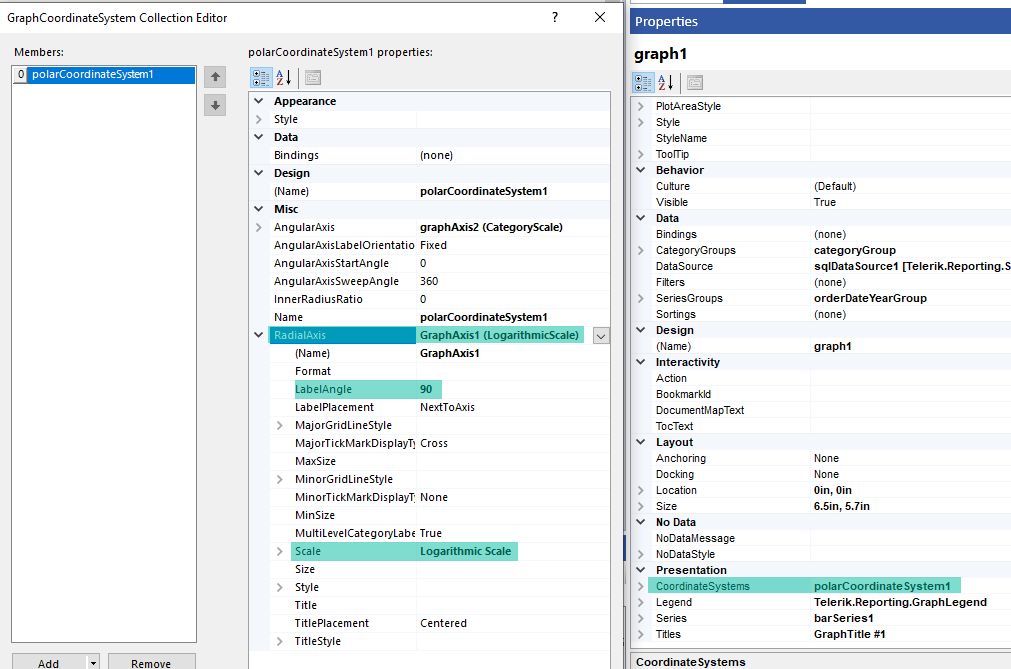 GraphCoordinateSystem Collection Editor
?
Members:
0 polarCoordinateSystem1
Add
Remove
polarCoordinateSystem1 properties:
Appearance
Style
Data
Bindings (none)
Design
(Name) polarCoordinateSystem1
Misc
AngularAxis graphAxis2 (CategoryScale)
AngularAxisLabelOrientatio Fixed
AngularAxisStartAngle 0
AngularAxisSweepAngle 360
InnerRadiusRatio 0
Name polarCoordinateSystem1
RadialAxis GraphAxis1 (LogarithmicScale)
(Name) GraphAxis1
Format
LabelAngle 90
LabelPlacement NextToAxis
MajorGridLineStyle
MajorTickMarkDisplayTy Cross
MaxSize
MinorGridLineStyle
MinorTickMarkDisplayTy None
MinSize
MultiLevelCategoryLabe True
Scale Logarithmic Scale
Size
Style
Title
TitlePlacement Centered
TitleStyle
Properties
graph1
PlotAreaStyle
Style
StyleName
ToolTip
Behavior
Culture (Default)
Visible True
Data
Bindings (none)
CategoryGroups categoryGroup
DataSource sqlDataSource1 [Telerik.Reporting.S
Filters (none)
SeriesGroups orderDateYearGroup
Sortings (none)
Design
(Name) graph1
Interactivity
Action
BookmarkId
DocumentMapText
TocText
Layout
Anchoring None
Docking None
Location 0in, 0in
Size 6.5in, 5.7in
No Data
NoDataMessage
NoDataStyle
Presentation
CoordinateSystems polarCoordinateSystem1
Legend Telerik.Reporting.GraphLegend
Series barSeries1
Titles GraphTitle #1
CoordinateSystems